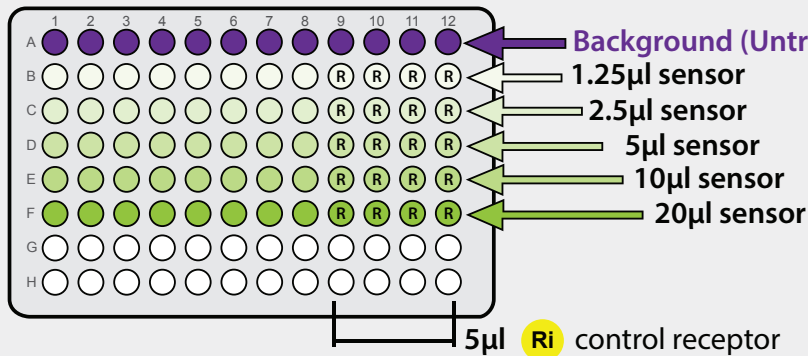 1 2 3 4 5 6 7 8 9 10 11 12
A Background (Untr
B R R R R 1.25µl sensor
C R R R R 2.5µl sensor
D R R R R 5µl sensor
E R R R R 10µl sensor
F R R R R 20µl sensor
G
H
5µl Ri control receptor